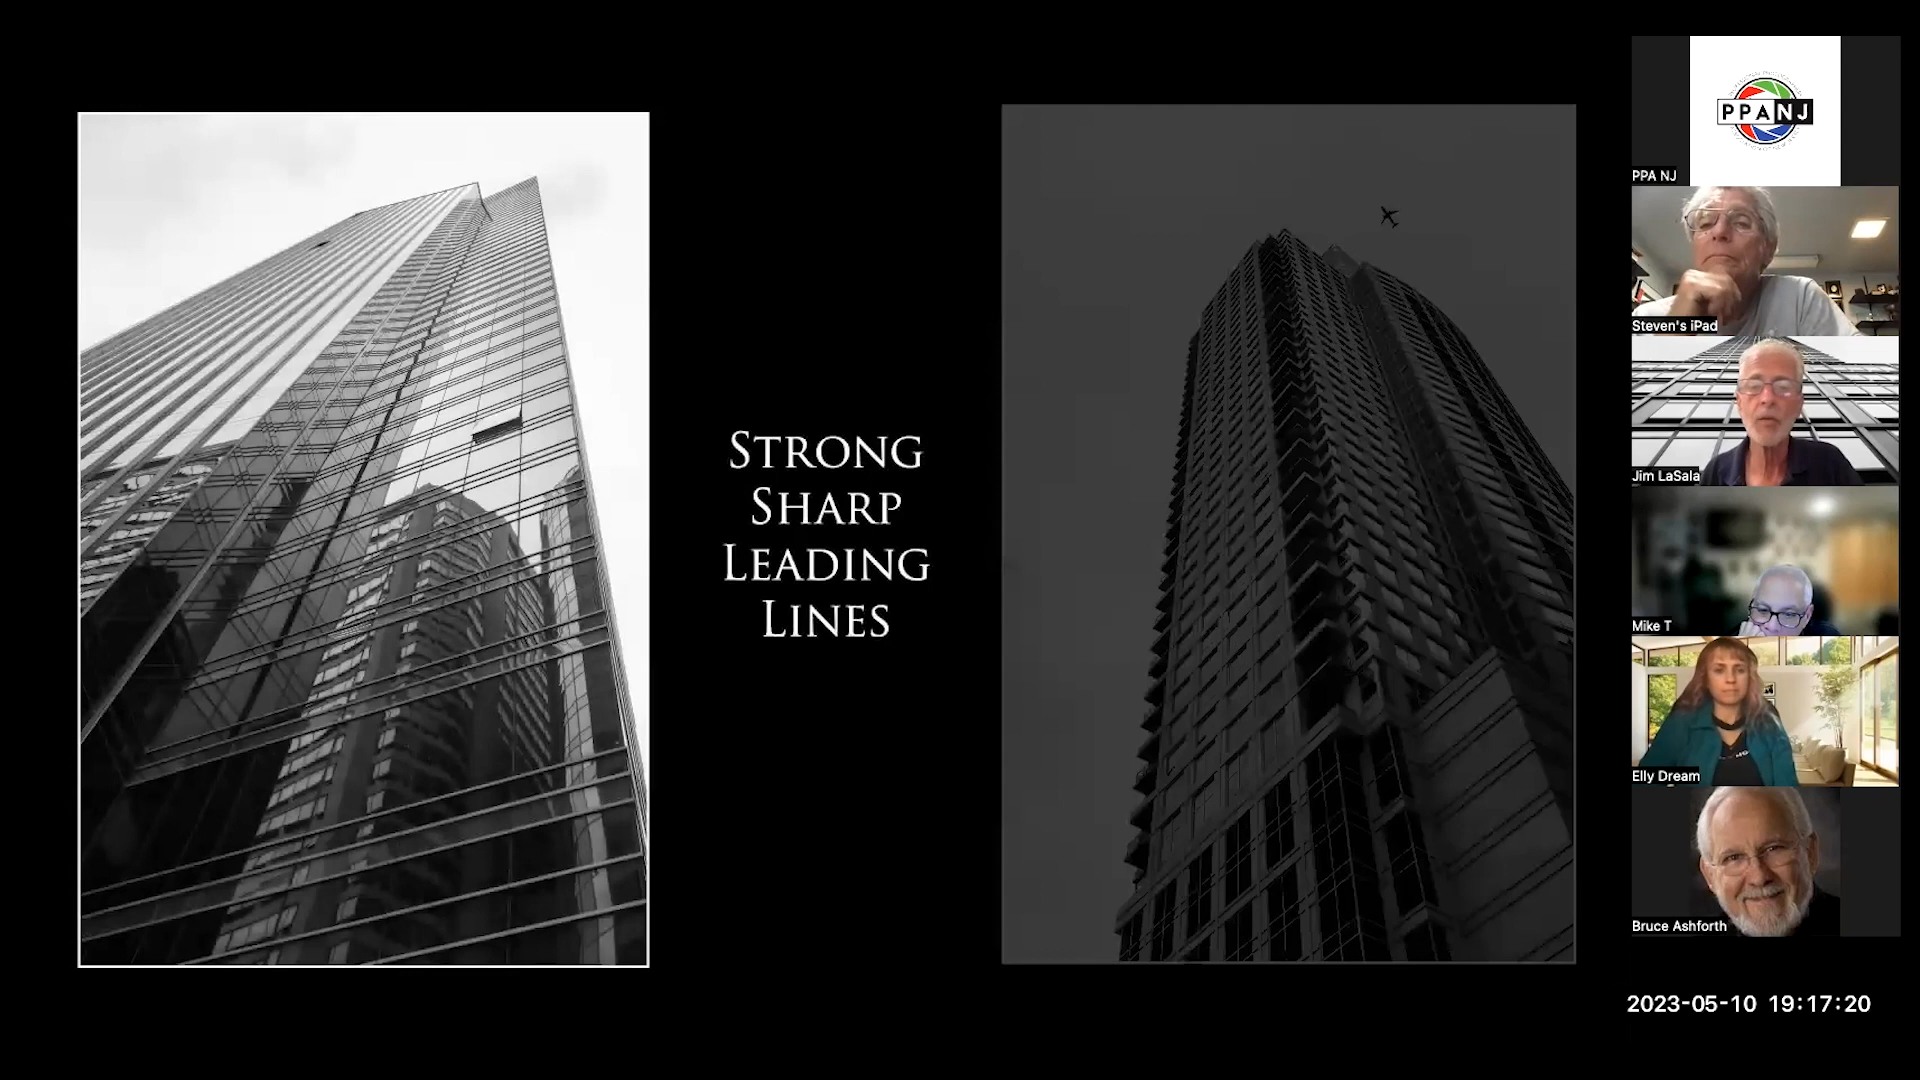 STRONG
SHARP
LEADING
LINES
PPANJ
PPA NJ
Steven's iPad
Jim LaSala
Mike T
Elly Dream
Bruce Ashforth
2023-05-10 19:17:20